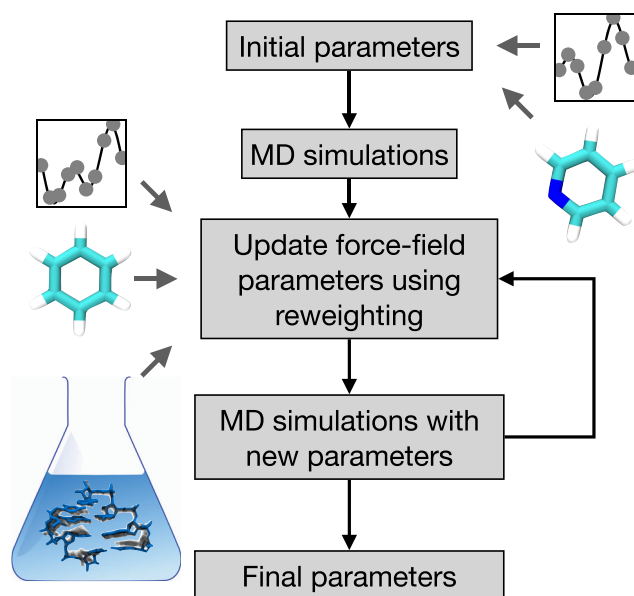 Initial parameters
MD simulations
Update force-field
parameters using
reweighting
MD simulations with
new parameters
Final parameters